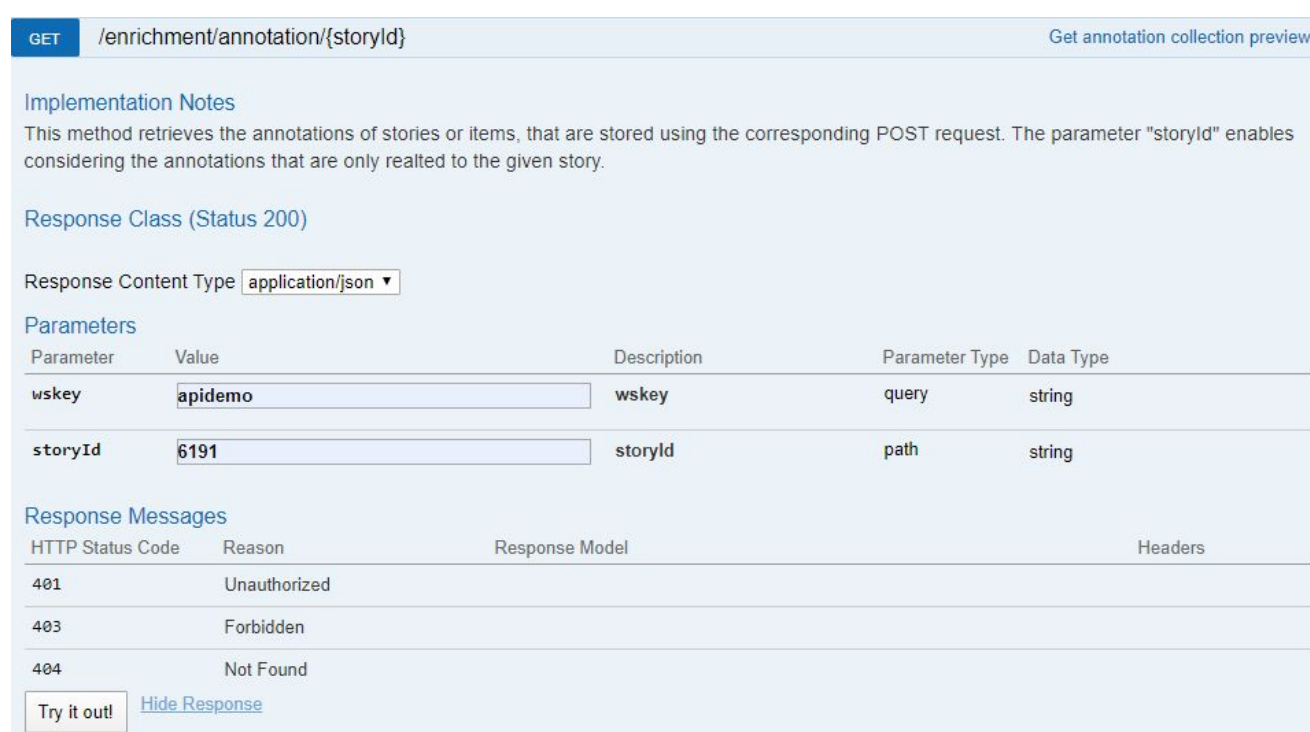 GET /enrichment/annotation/{storyId} Get annotation collection preview
Implementation Notes
This method retrieves the annotations of stories or items, that are stored using the corresponding POST request. The parameter "storyId" enables
considering the annotations that are only realted to the given story.
Response Class (Status 200)
Response Content Type application/json ▼
Parameters
Parameter Value Description Parameter Type Data Type
wskey apidemo wskey query string
storyId 6191 storyId path string
Response Messages
HTTP Status Code Reason Response Model Headers
401 Unauthorized
403 Forbidden
404 Not Found
Try it out! Hide Response